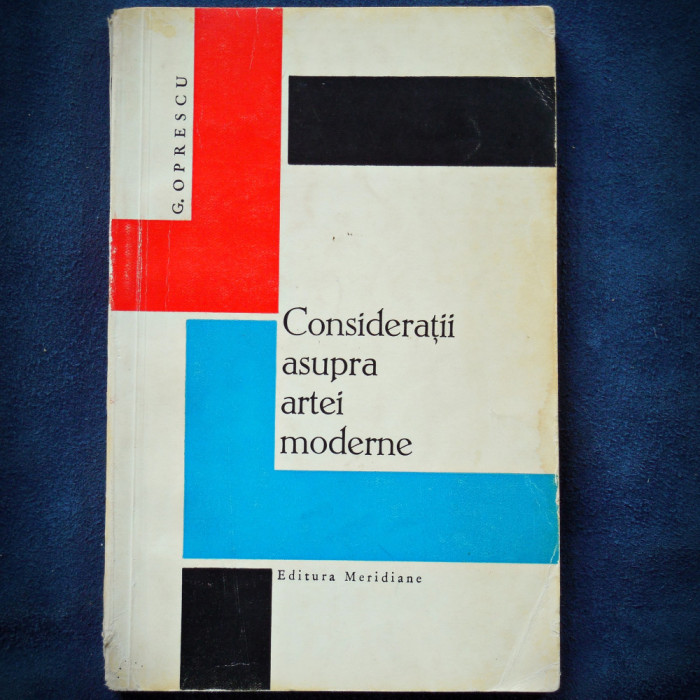 G. OPRESCU
Considerații
asupra
artei
moderne
Editura Meridiane